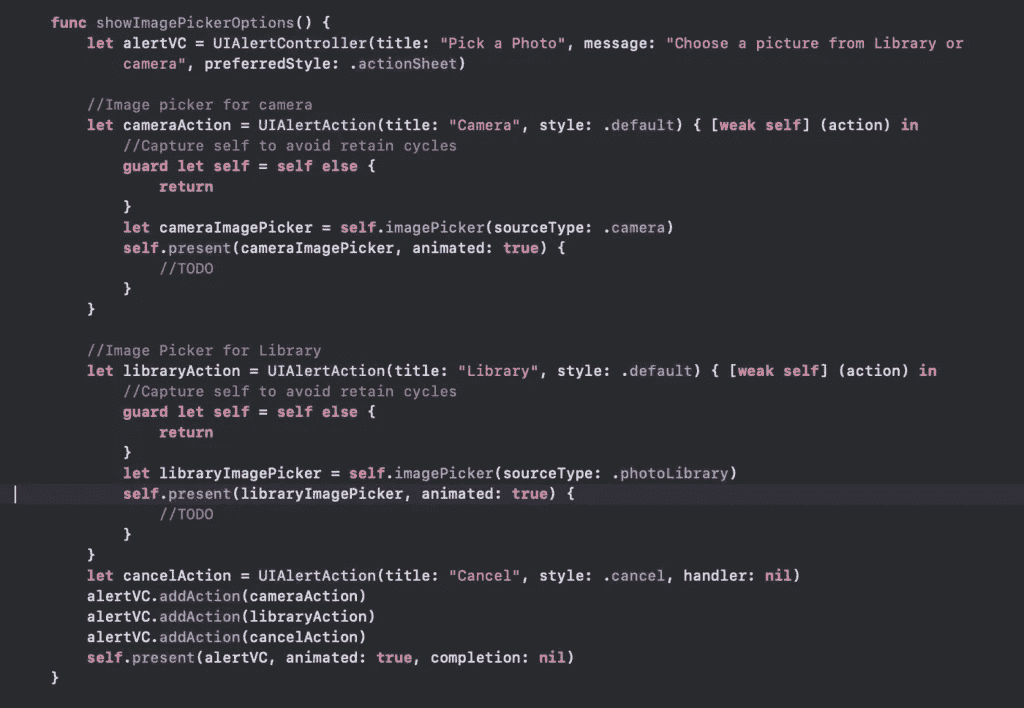 func showImagePickerOptions() {
    let alertVC = UIAlertController(title: "Pick a Photo", message: "Choose a picture from Library or
        camera", preferredStyle: .actionSheet)

    //Image picker for camera
    let cameraAction = UIAlertAction(title: "Camera", style: .default) { [weak self] (action) in
        //Capture self to avoid retain cycles
        guard let self = self else {
            return
        }
        let cameraImagePicker = self.imagePicker(sourceType: .camera)
        self.present(cameraImagePicker, animated: true) {
            //TODO
        }
    }

    //Image Picker for Library
    let libraryAction = UIAlertAction(title: "Library", style: .default) { [weak self] (action) in
        //Capture self to avoid retain cycles
        guard let self = self else {
            return
        }
        let libraryImagePicker = self.imagePicker(sourceType: .photoLibrary)
        self.present(libraryImagePicker, animated: true) {
            //TODO
        }
    }
    let cancelAction = UIAlertAction(title: "Cancel", style: .cancel, handler: nil)
    alertVC.addAction(cameraAction)
    alertVC.addAction(libraryAction)
    alertVC.addAction(cancelAction)
    self.present(alertVC, animated: true, completion: nil)
}